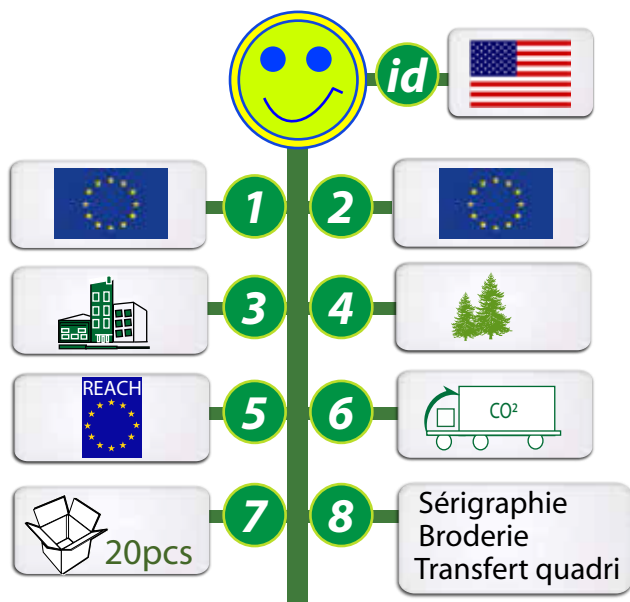 id
1
2
3
4
REACH
5
6
CO²
7
20pcs
8
Sérigraphie
Broderie
Transfert quadri